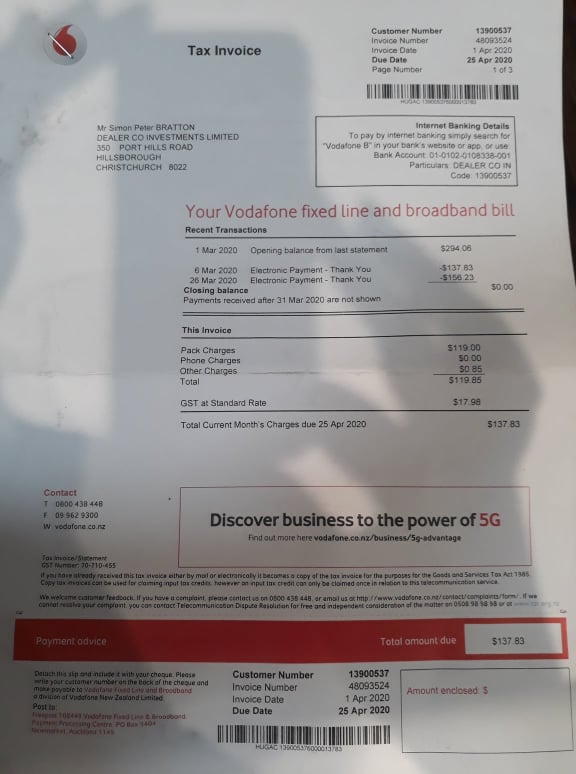 Tax Invoice
Customer Number 13900537
Invoice Number 48093524
Invoice Date 1 Apr 2020
Due Date 25 Apr 2020
Page Number 1 of 3
HUGAC 139005376000013783
Mr Simon Peter BRATTON
DEALER CO INVESTMENTS LIMITED
350 PORT HILLS ROAD
HILLSBOROUGH
CHRISTCHURCH 8022
Internet Banking Details
To pay by internet banking simply search for
"Vodafone B" in your bank's website or app, or use:
Bank Account: 01-0102-0108338-001
Particulars: DEALER CO IN
Code: 13900537
Your Vodafone fixed line and broadband bill
Recent Transactions
1 Mar 2020 Opening balance from last statement $294.06
6 Mar 2020 Electronic Payment - Thank You -$137.83
26 Mar 2020 Electronic Payment - Thank You -$156.23
Closing balance $0.00
Payments received after 31 Mar 2020 are not shown
This Invoice
Pack Charges $119.00
Phone Charges $0.00
Other Charges $0.85
Total $119.85
GST at Standard Rate $17.98
Total Current Month's Charges due 25 Apr 2020 $137.83
Contact
T 0800 438 448
F 09 962 9300
W vodafone.co.nz
Discover business to the power of 5G
Find out more here vodafone.co.nz/business/5g-advantage
Tax Invoice/Statement
GST Number: 70-710-455
If you have already received this tax invoice either by mail or electronically it becomes a copy of the tax invoice for the purposes for the Goods and Services Tax Act 1985.
Copy tax invoices can be used for claiming input tax credits, however an input tax credit can only be claimed once in relation to this telecommunication service.
We welcome customer feedback. If you have a complaint, please contact us on 0800 438 448, or email us at http://www.vodafone.co.nz/contact/complaints/form/. If we
cannot resolve your complaint, you can contact Telecommunication Dispute Resolution for free and independent consideration of the matter on 0508 98 98 98 or at www.tdr.org.nz
Payment advice Total amount due $137.83
Detach this slip and include it with your cheque. Please
write your customer number on the back of the cheque and
make payable to Vodafone Fixed Line and Broadband
a division of Vodafone New Zealand Limited.
Post to:
Freepost 108449 Vodafone Fixed Line & Broadband
Payment Processing Centre, PO Box
Newmarket, Auckland 1149
Customer Number 13900537
Invoice Number 48093524
Invoice Date 1 Apr 2020
Due Date 25 Apr 2020
HUGAC 139005376000013783
Amount enclosed: $